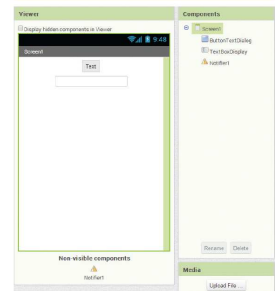 Viewer
Display hidden components in Viewer
9:48
Screen1
Text
Non-visible components
Notifier1
Components
Screen1
ButtonTextDialog
TextBoxDisplay
Notifier1
Rename Delete
Media
Upload File ...